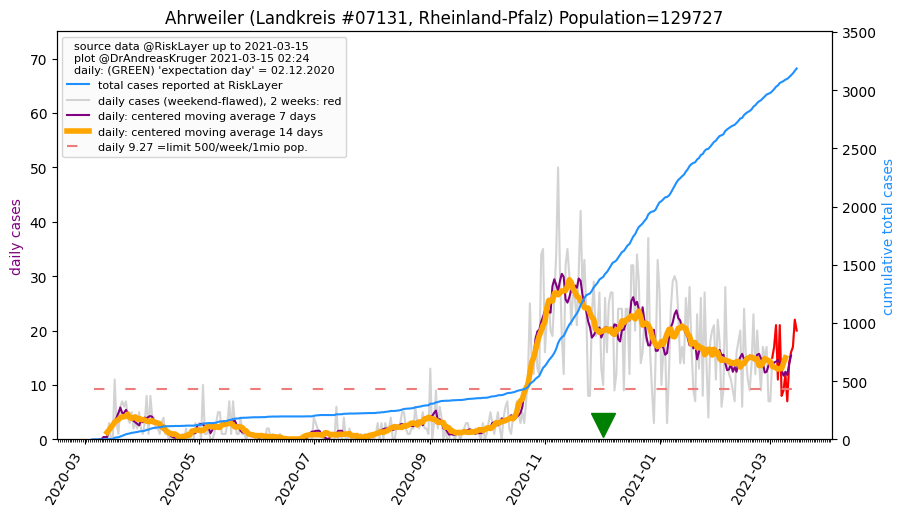 Ahrweiler (Landkreis #07131, Rheinland-Pfalz) Population=129727
source data @RiskLayer up to 2021-03-15
plot @DrAndreasKruger 2021-03-15 02:24
daily: (GREEN) 'expectation day' = 02.12.2020
total cases reported at RiskLayer
daily cases (weekend-flawed), 2 weeks: red
daily: centered moving average 7 days
daily: centered moving average 14 days
daily 9.27 =limit 500/week/1mio pop.
daily cases
70
60
50
40
30
20
10
0
cumulative total cases
3500
3000
2500
2000
1500
1000
500
0
2020-03
2020-05
2020-07
2020-09
2020-11
2021-01
2021-03